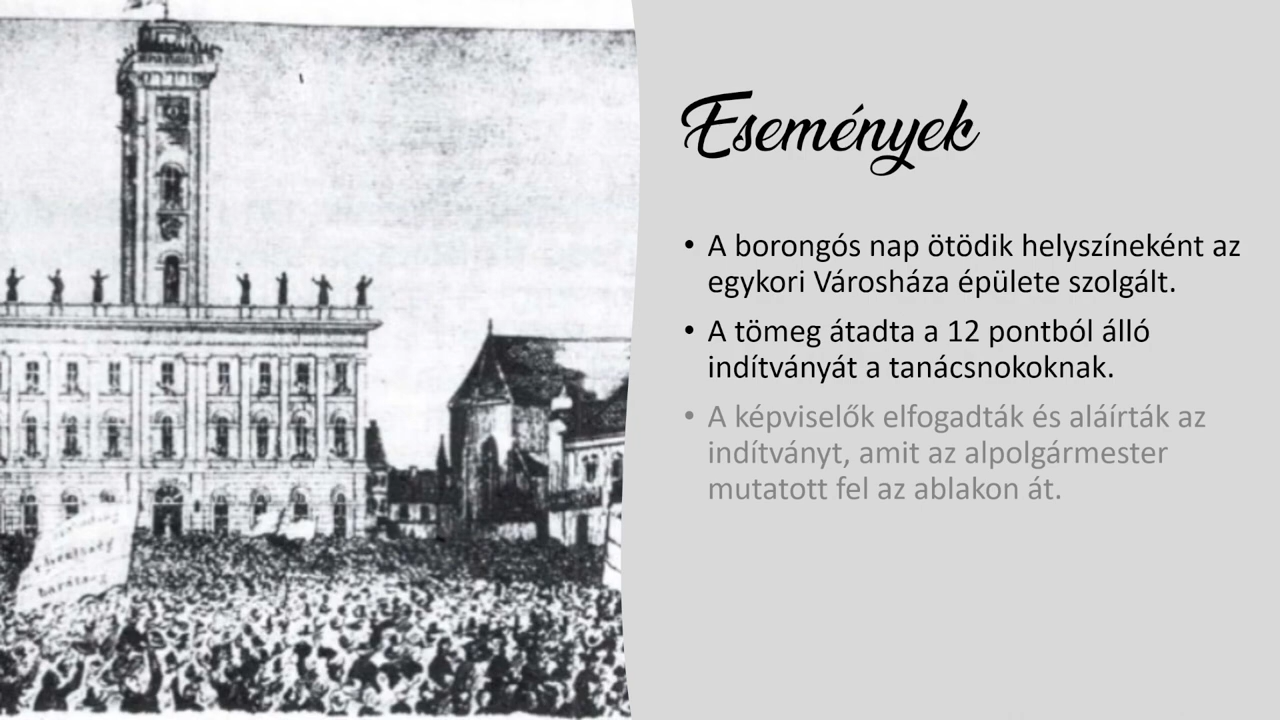 Események
• A borongós nap ötödik helyszíneként az
egykori Városháza épülete szolgált.
• A tömeg átadta a 12 pontból álló
indítványát a tanácsnokoknak.
• A képviselők elfogadták és aláírták az
indítványt, amit az alpolgármester
mutatott fel az ablakon át.